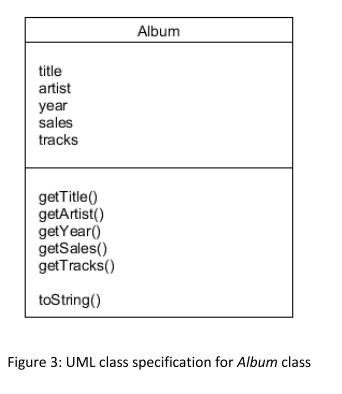 Album
title
artist
year
sales
tracks
getTitle()
getArtist()
getYear()
getSales()
getTracks()
toString()
Figure 3: UML class specification for Album class